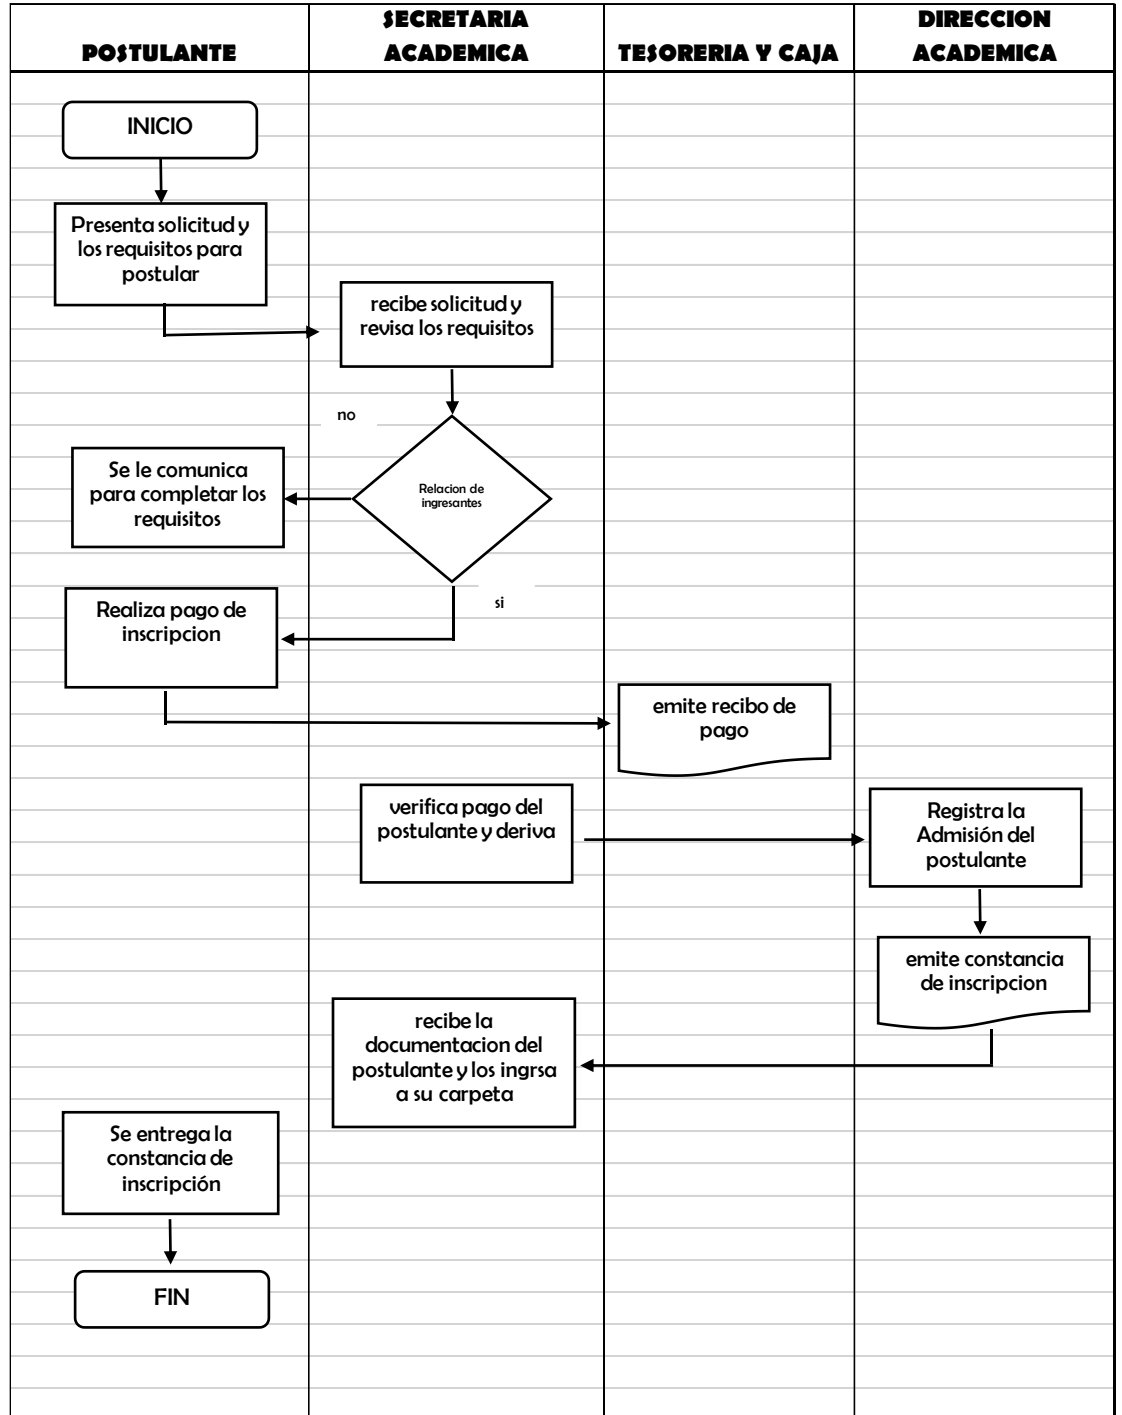 POSTULANTE
SECRETARIA
ACADEMICA
TESORERIA Y CAJA
DIRECCION
ACADEMICA
INICIO
Presenta solicitud y
los requisitos para
postular
recibe solicitud y
revisa los requisitos
no
Relacion de
ingresantes
Se le comunica
para completar los
requisitos
si
Realiza pago de
inscripcion
emite recibo de
pago
verifica pago del
postulante y deriva
Registra la
Admisión del
postulante
emite constancia
de inscripcion
recibe la
documentacion del
postulante y los ingrsa
a su carpeta
Se entrega la
constancia de
inscripción
FIN